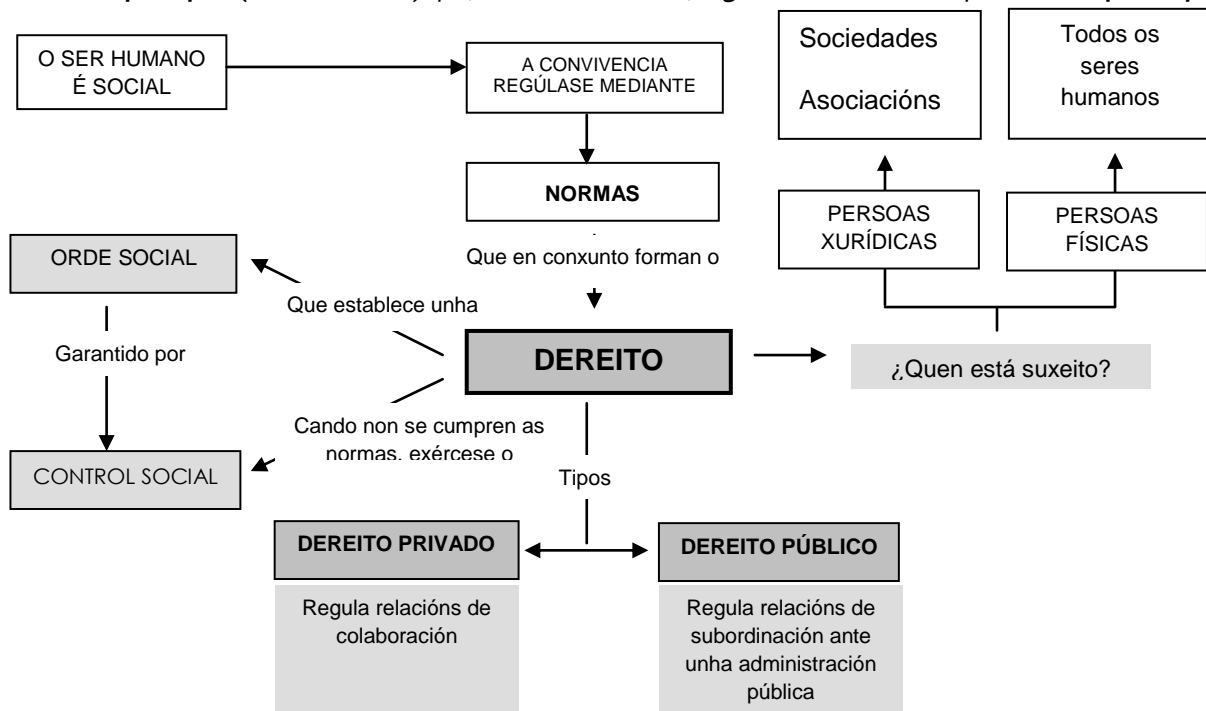 O SER HUMANO
É SOCIAL
A CONVIVENCIA
REGÚLASE MEDIANTE
NORMAS
Que en conxunto forman o
DEREITO
Sociedades
Asociacións
Todos os
seres
humanos
PERSOAS
XURÍDICAS
PERSOAS
FÍSICAS
¿Quen está suxeito?
ORDE SOCIAL
Que establece unha
Garantido por
Cando non se cumpren as
normas, exércese o
CONTROL SOCIAL
Tipos
DEREITO PRIVADO
Regula relacións de
colaboración
DEREITO PÚBLICO
Regula relacións de
subordinación ante
unha administración
pública